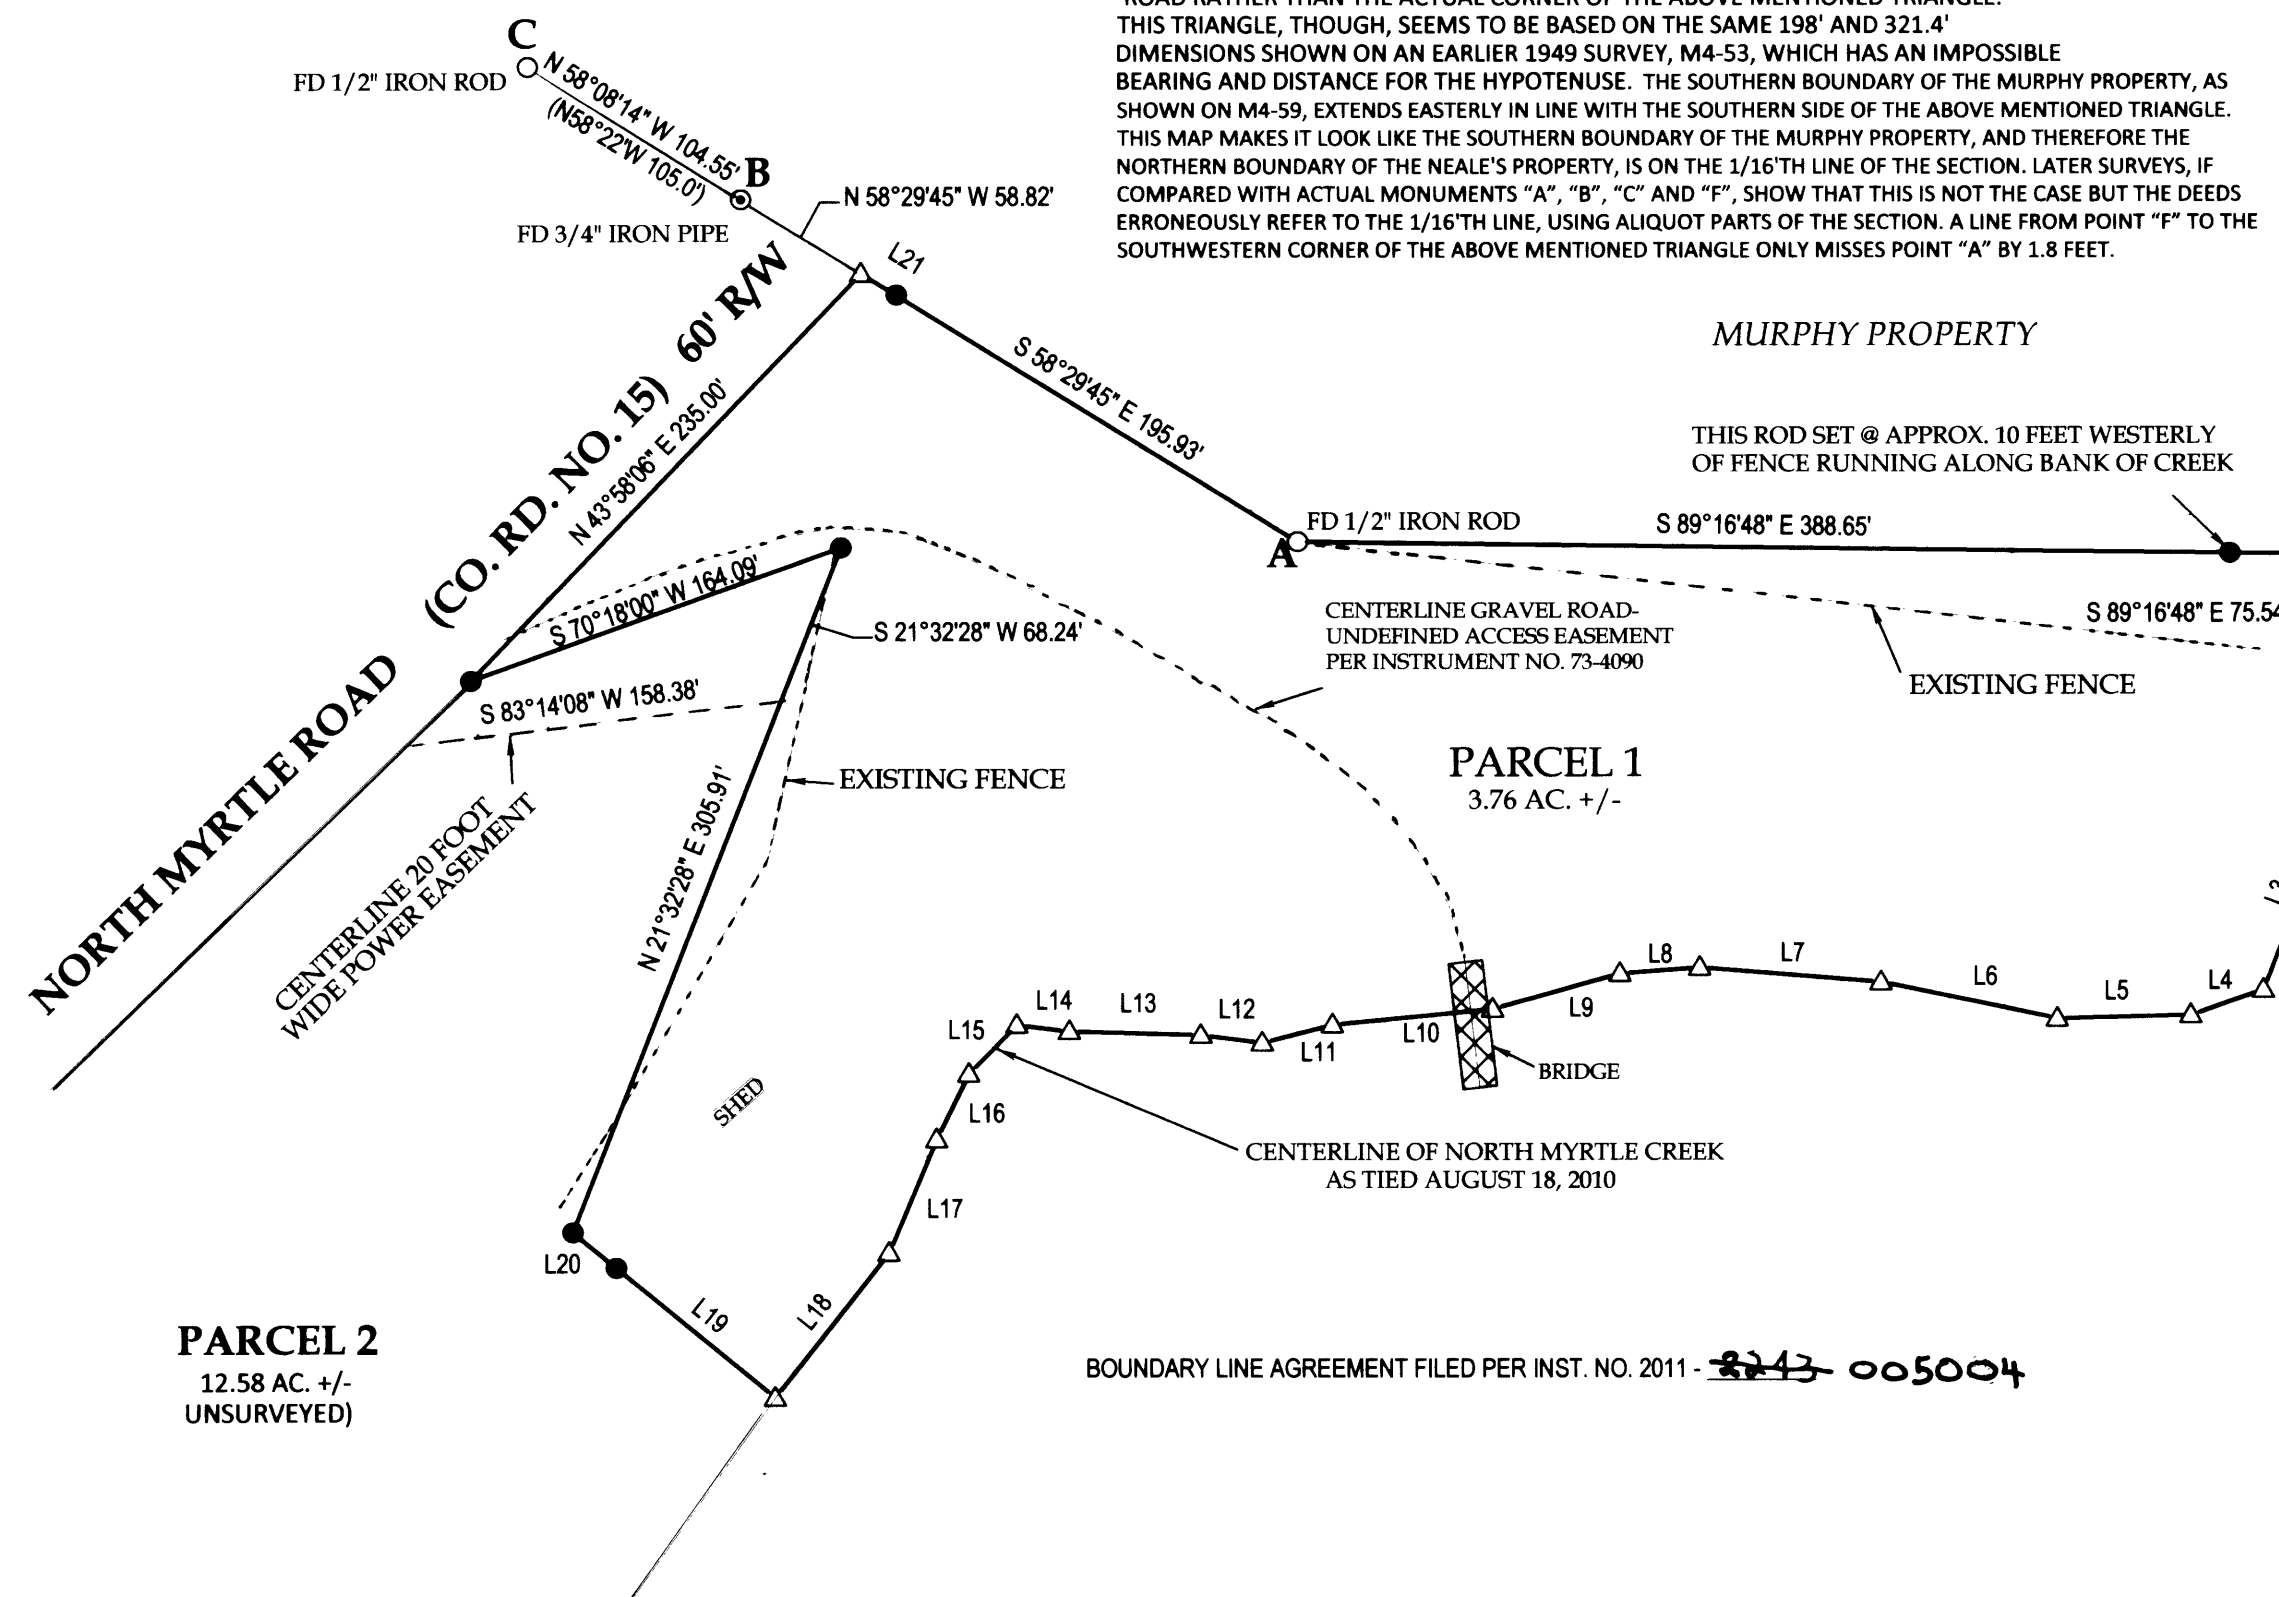 ROAD RATHER THAN THE ACTUAL CORNER OF THE ABOVE MENTIONED TRIANGLE.
THIS TRIANGLE, THOUGH, SEEMS TO BE BASED ON THE SAME 198' AND 321.4'
DIMENSIONS SHOWN ON AN EARLIER 1949 SURVEY, M4-53, WHICH HAS AN IMPOSSIBLE
BEARING AND DISTANCE FOR THE HYPOTENUSE. THE SOUTHERN BOUNDARY OF THE MURPHY PROPERTY, AS
SHOWN ON M4-59, EXTENDS EASTERLY IN LINE WITH THE SOUTHERN SIDE OF THE ABOVE MENTIONED TRIANGLE.
THIS MAP MAKES IT LOOK LIKE THE SOUTHERN BOUNDARY OF THE MURPHY PROPERTY, AND THEREFORE THE
NORTHERN BOUNDARY OF THE NEALE'S PROPERTY, IS ON THE 1/16'TH LINE OF THE SECTION. LATER SURVEYS, IF
COMPARED WITH ACTUAL MONUMENTS "A", "B", "C" AND "F", SHOW THAT THIS IS NOT THE CASE BUT THE DEEDS
ERRONEOUSLY REFER TO THE 1/16'TH LINE, USING ALIQUOT PARTS OF THE SECTION. A LINE FROM POINT "F" TO THE
SOUTHWESTERN CORNER OF THE ABOVE MENTIONED TRIANGLE ONLY MISSES POINT "A" BY 1.8 FEET.
C
FD 1/2" IRON ROD
N 58°08'14" W 104.55'
(N58°22'W 105.0')
B
N 58°29'45" W 58.82'
FD 3/4" IRON PIPE
L21
60' R/W
(CO. RD. NO. 15)
NORTH MYRTLE ROAD
N 43°58'06" E 235.00'
S 58°29'45" E 195.93'
MURPHY PROPERTY
THIS ROD SET @ APPROX. 10 FEET WESTERLY
OF FENCE RUNNING ALONG BANK OF CREEK
FD 1/2" IRON ROD
A
S 89°16'48" E 388.65'
S 70°18'00" W 164.09'
CENTERLINE GRAVEL ROAD-
UNDEFINED ACCESS EASEMENT
PER INSTRUMENT NO. 73-4090
S 89°16'48" E 75.54
S 21°32'28" W 68.24'
EXISTING FENCE
S 83°14'08" W 158.38'
EXISTING FENCE
PARCEL 1
3.76 AC. +/-
CENTERLINE 20 FOOT
WIDE POWER EASEMENT
N 21°32'28" E 305.91'
L8
L7
L6
L5
L4
L9
L10
L11
L12
L13
L14
L15
BRIDGE
SHED
L16
CENTERLINE OF NORTH MYRTLE CREEK
AS TIED AUGUST 18, 2010
L17
L20
L19
L18
PARCEL 2
12.58 AC. +/-
UNSURVEYED)
BOUNDARY LINE AGREEMENT FILED PER INST. NO. 2011 - 005004